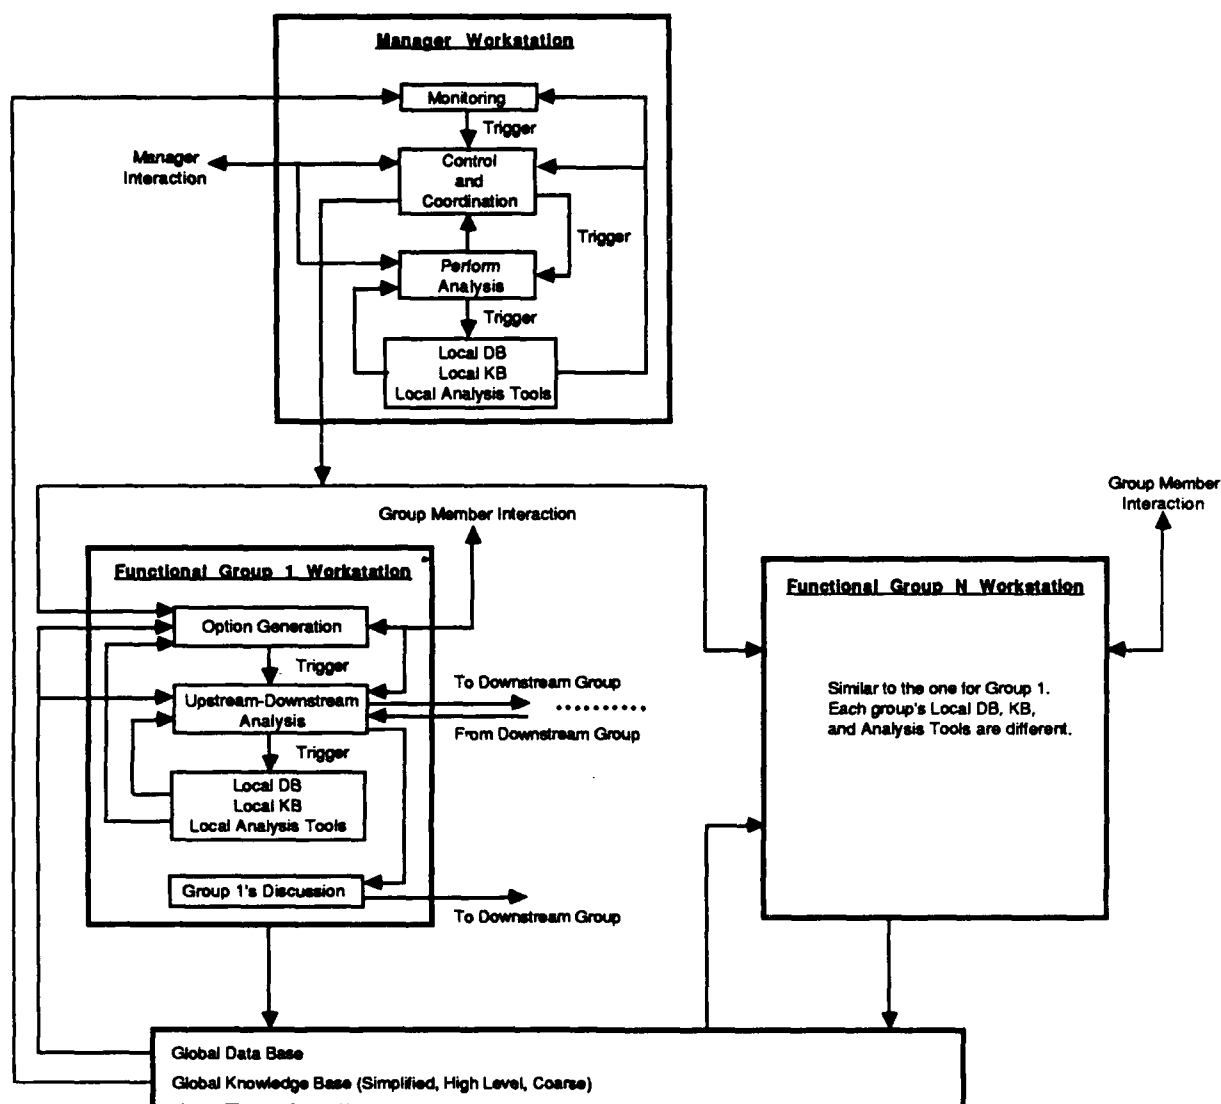 Manager Workstation
Monitoring
Trigger
Manager
Interaction
Control
and
Coordination
Trigger
Perform
Analysis
Trigger
Local DB
Local KB
Local Analysis Tools
Group Member
Interaction
Group Member Interaction
Functional Group 1 Workstation
Option Generation
Trigger
Upstream-Downstream
Analysis
To Downstream Group
From Downstream Group
Trigger
Local DB
Local KB
Local Analysis Tools
Group 1's Discussion
To Downstream Group
Functional Group N Workstation
Similar to the one for Group 1.
Each group's Local DB, KB,
and Analysis Tools are different.
Global Data Base
Global Knowledge Base (Simplified, High Level, Coarse)